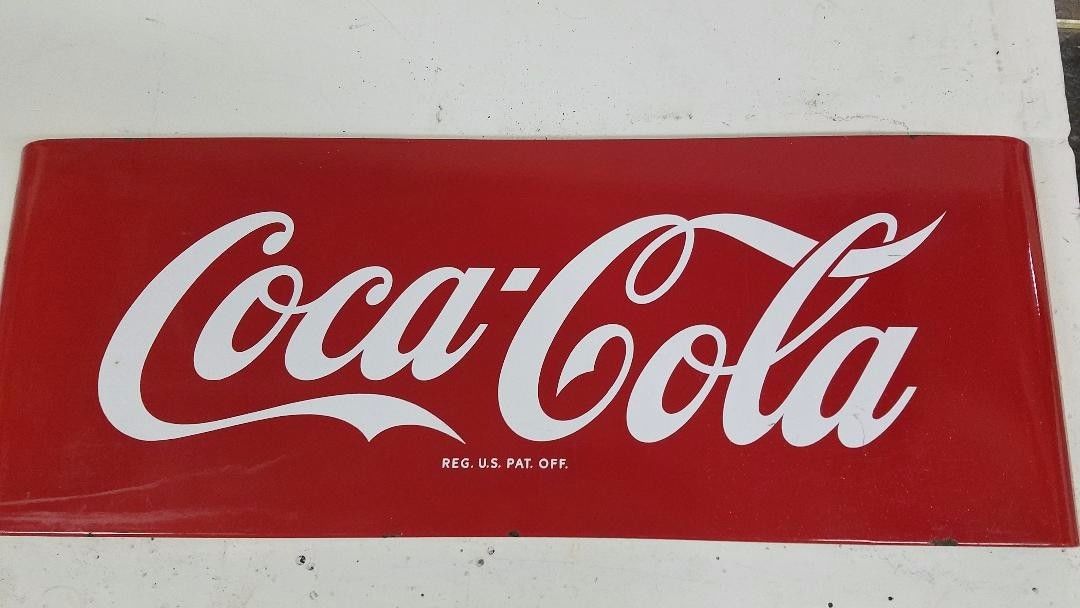 Coca-Cola
REG. U.S. PAT. OFF.